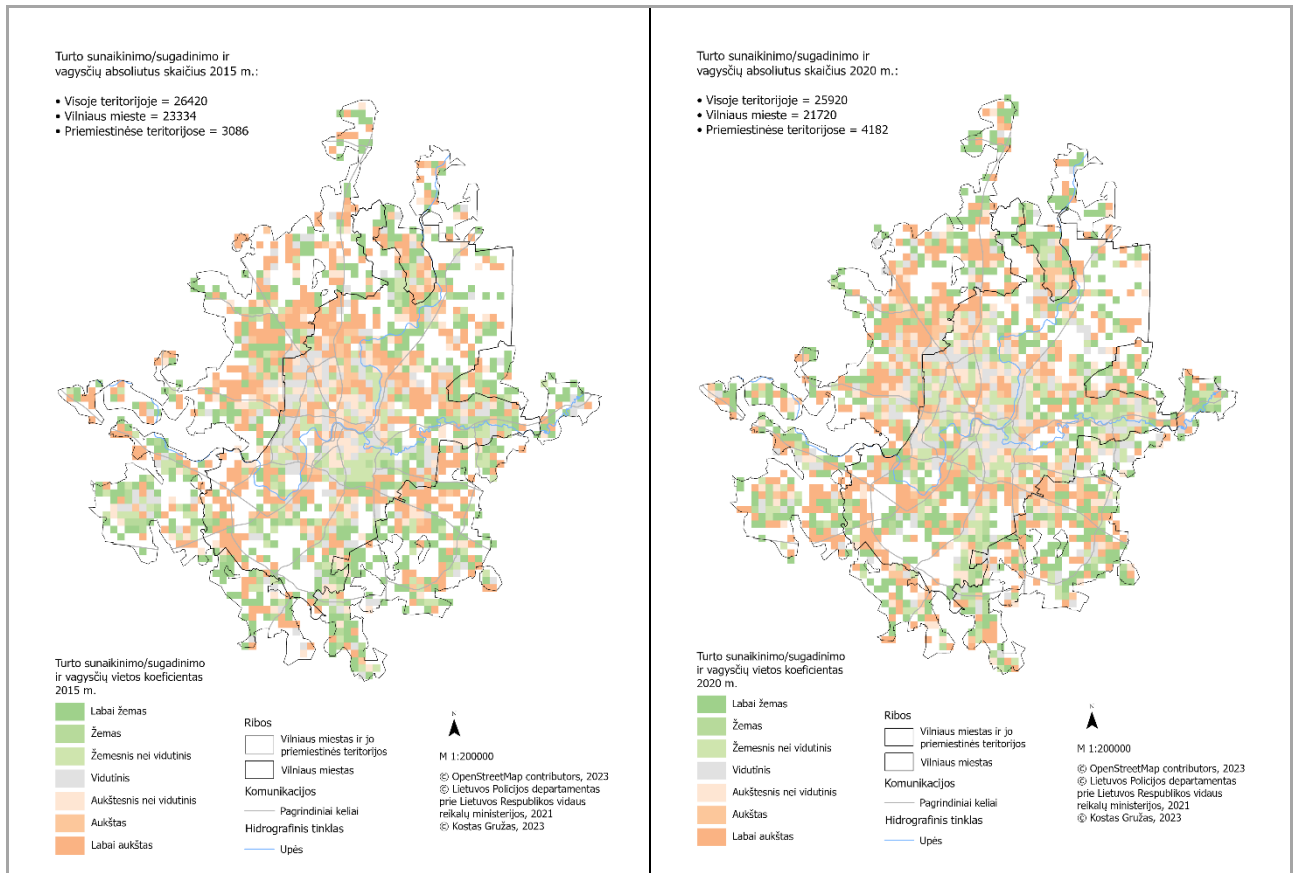 Turto sunaikinimo/sugadinimo ir
vagysčių absoliutus skaičius 2015 m.:
• Visoje teritorijoje = 26420
• Vilniaus mieste = 23334
• Priemiestinėse teritorijose = 3086
Turto sunaikinimo/sugadinimo
ir vagysčių vietos koeficientas
2015 m.
Labai žemas
Žemas
Žemesnis nei vidutinis
Vidutinis
Aukštesnis nei vidutinis
Aukštas
Labai aukštas
Ribos
Vilniaus miestas ir jo
priemiestinės teritorijos
Vilniaus miestas
Komunikacijos
Pagrindiniai keliai
Hidrografinis tinklas
Upės
N
M 1:200000
© OpenStreetMap contributors, 2023
© Lietuvos Policijos departamentas
prie Lietuvos Respublikos vidaus
reikalų ministerijos, 2021
© Kostas Gružas, 2023
Turto sunaikinimo/sugadinimo ir
vagysčių absoliutus skaičius 2020 m.:
• Visoje teritorijoje = 25920
• Vilniaus mieste = 21720
• Priemiestinėse teritorijose = 4182
Turto sunaikinimo/sugadinimo
ir vagysčių vietos koeficientas
2020 m.
Labai žemas
Žemas
Žemesnis nei vidutinis
Vidutinis
Aukštesnis nei vidutinis
Aukštas
Labai aukštas
Ribos
Vilniaus miestas ir jo
priemiestinės teritorijos
Vilniaus miestas
Komunikacijos
Pagrindiniai keliai
Hidrografinis tinklas
Upės
N
M 1:200000
© OpenStreetMap contributors, 2023
© Lietuvos Policijos departamentas
prie Lietuvos Respublikos vidaus
reikalų ministerijos, 2021
© Kostas Gružas, 2023